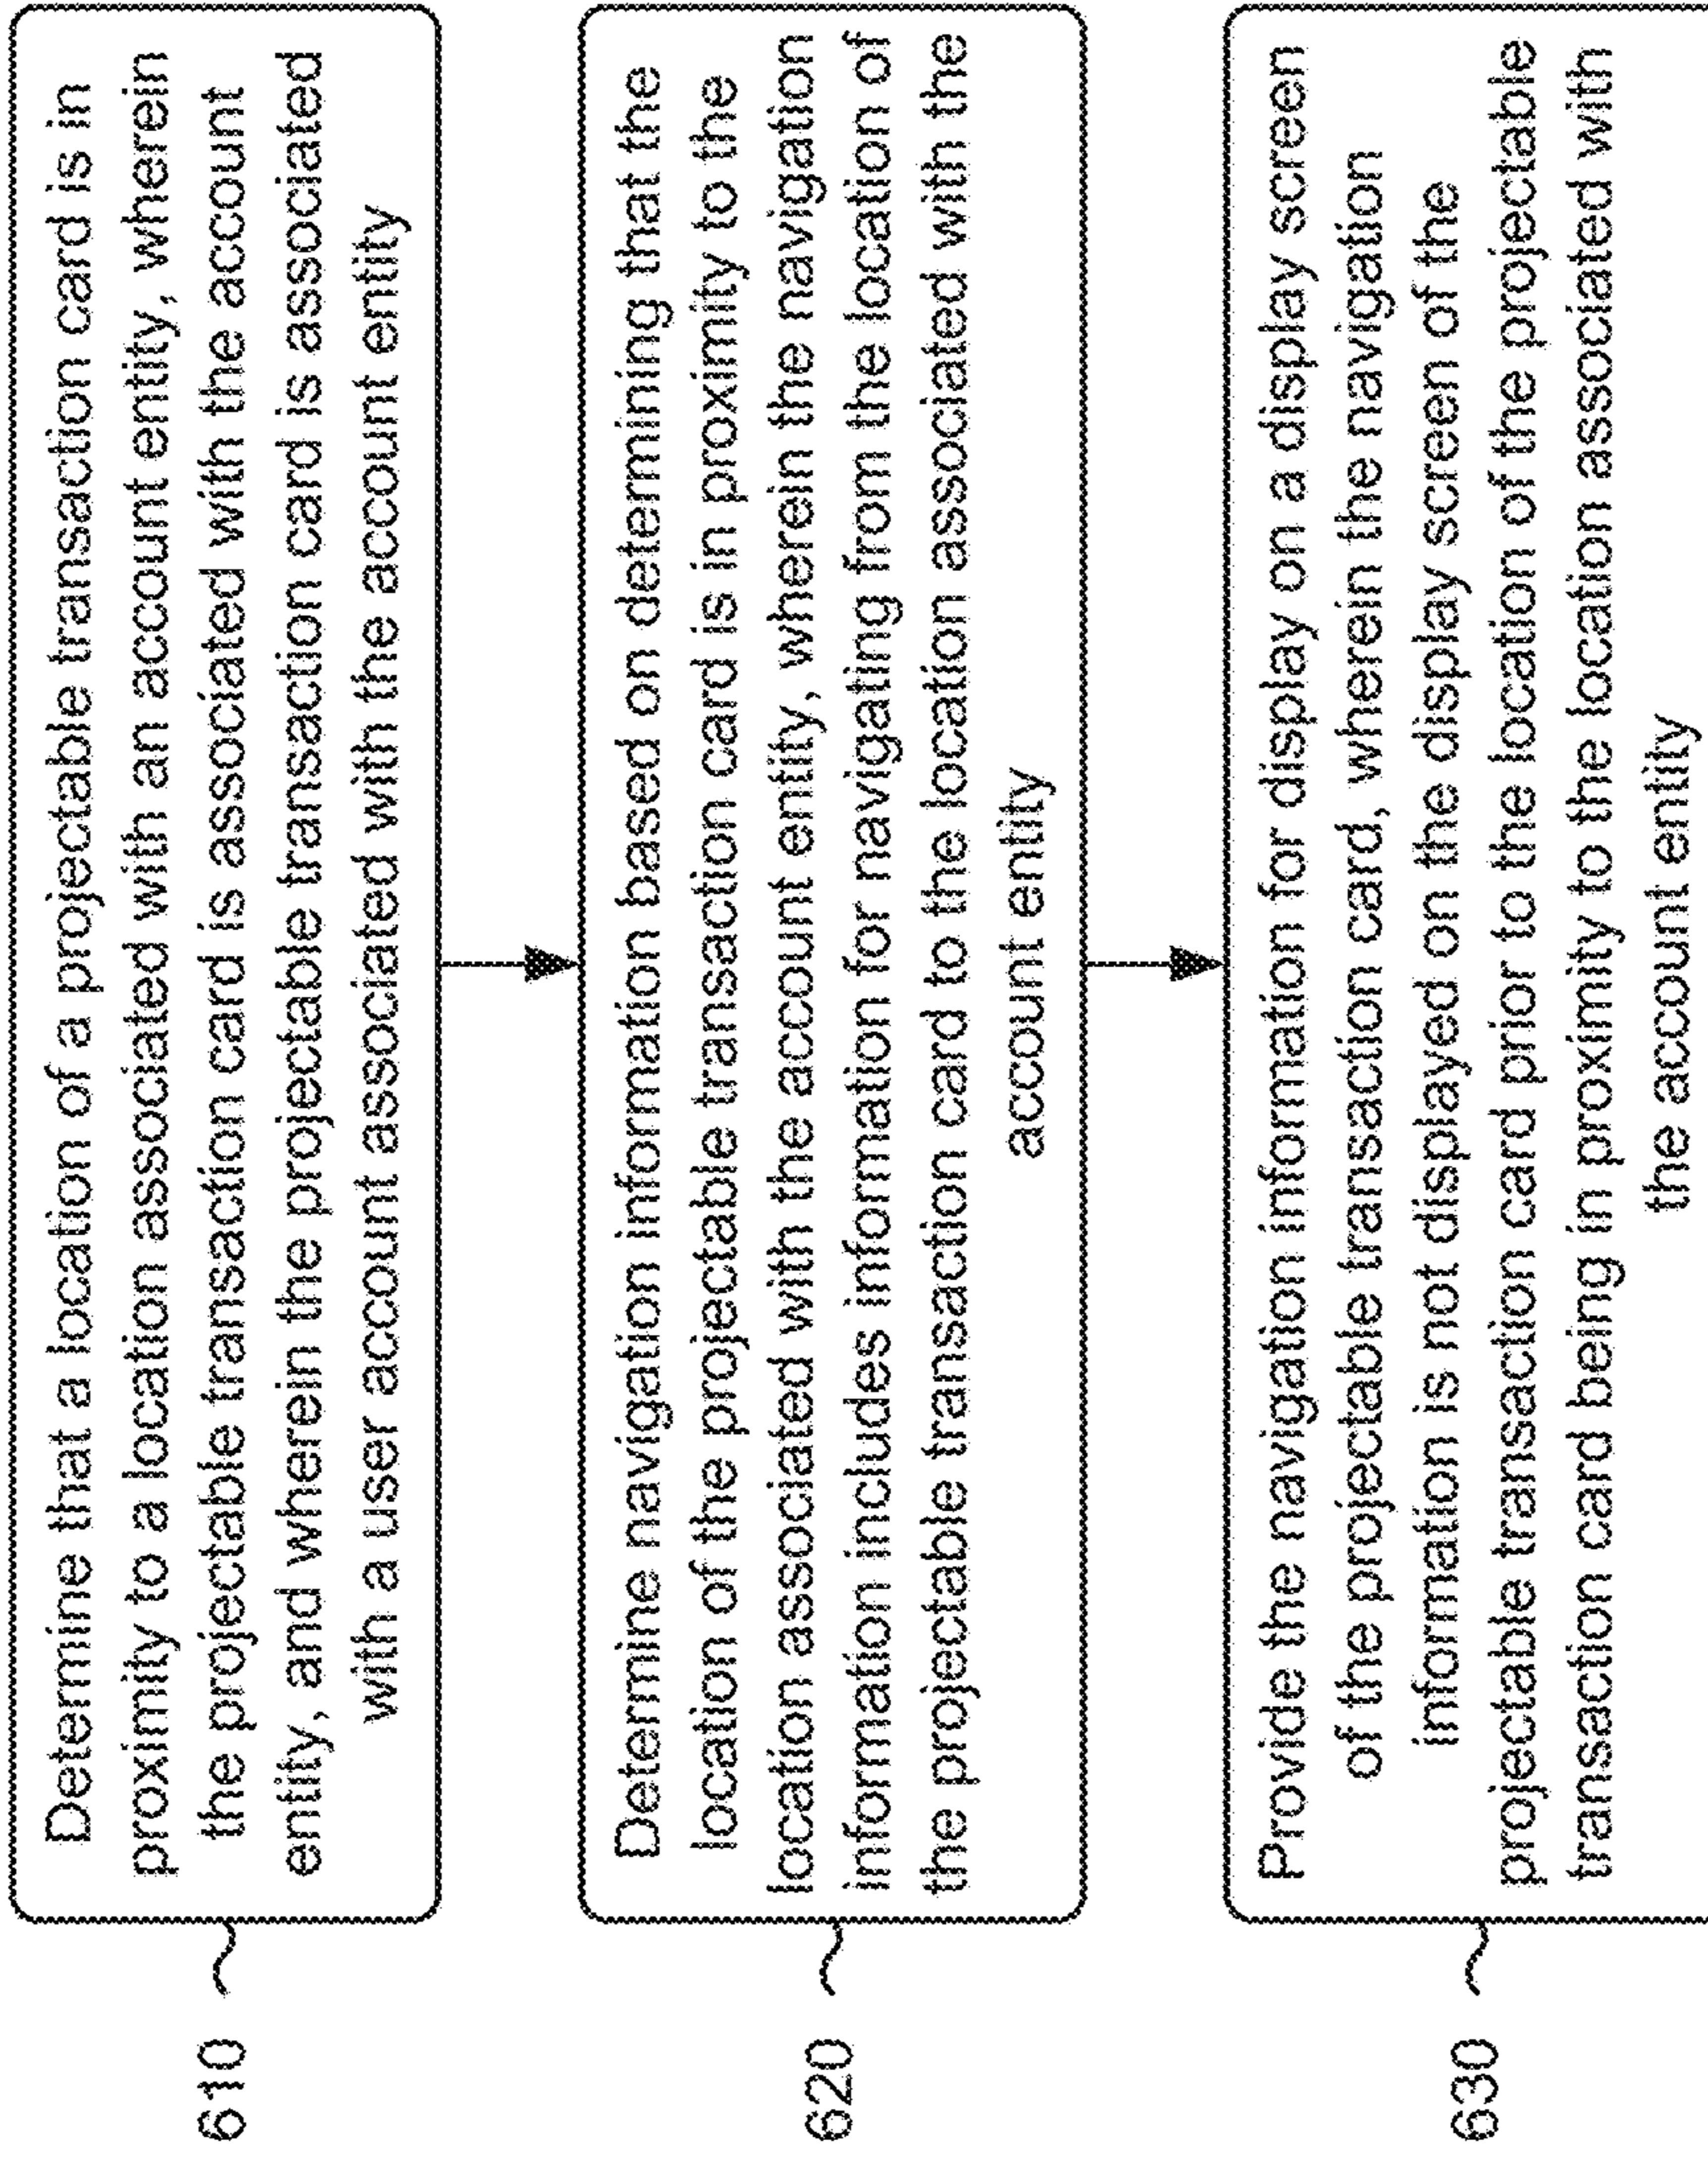 610
Determine that a location of a projectable transaction card is in
proximity to a location associated with an account entity, wherein
the projectable transaction card is associated with the account
entity, and wherein the projectable transaction card is associated
with a user account associated with the account entity
620
Determine navigation information based on determining that the
location of the projectable transaction card is in proximity to the
location associated with the account entity, wherein the navigation
information includes information for navigating from the location of
the projectable transaction card to the location associated with the
account entity
630
Provide the navigation information for display on a display screen
of the projectable transaction card, wherein the navigation
information is not displayed on the display screen of the
projectable transaction card prior to the location of the projectable
transaction card being in proximity to the location associated with
the account entity